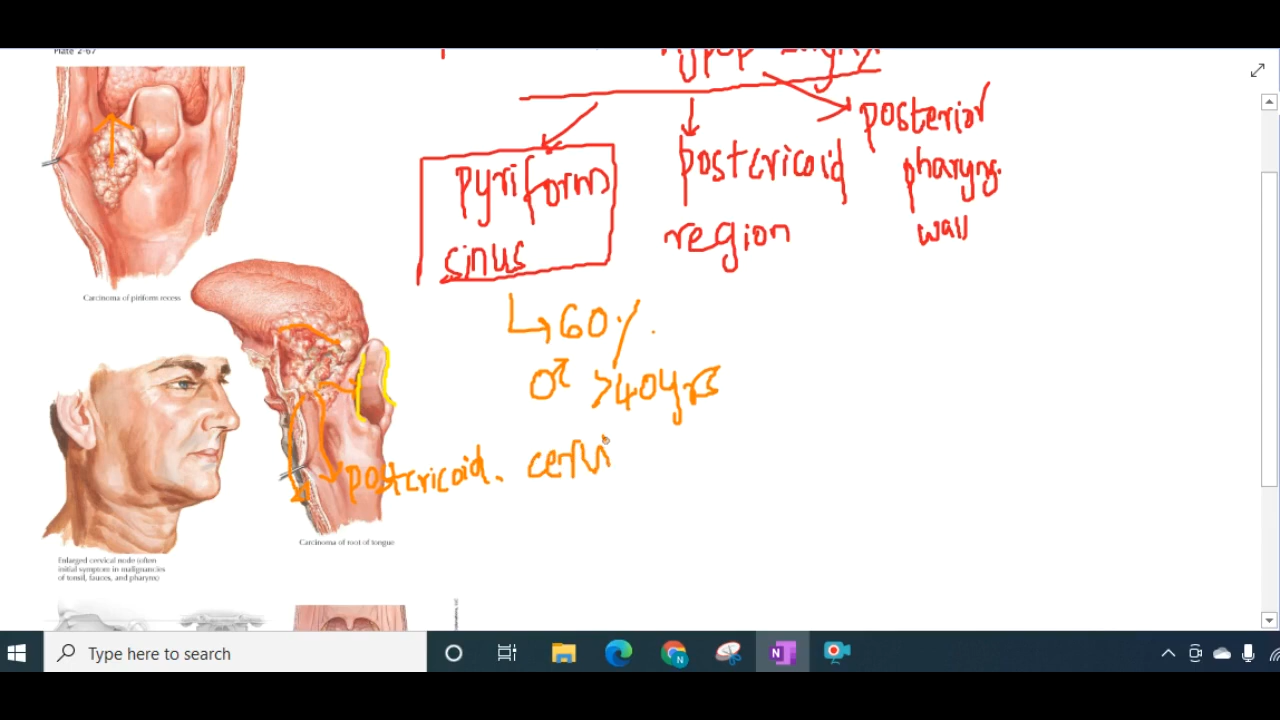 Plate 2-67
posterior
pharyng.
wall
pyriform
sinus
postcricoid
region
60%.
♂ >40yrs
postcricoid. cervi
Carcinoma of piriform recess
Carcinoma of root of tongue
Enlarged cervical node (often
initial symptom in malignancies
of tonsil, fauces, and pharynx)
Type here to search